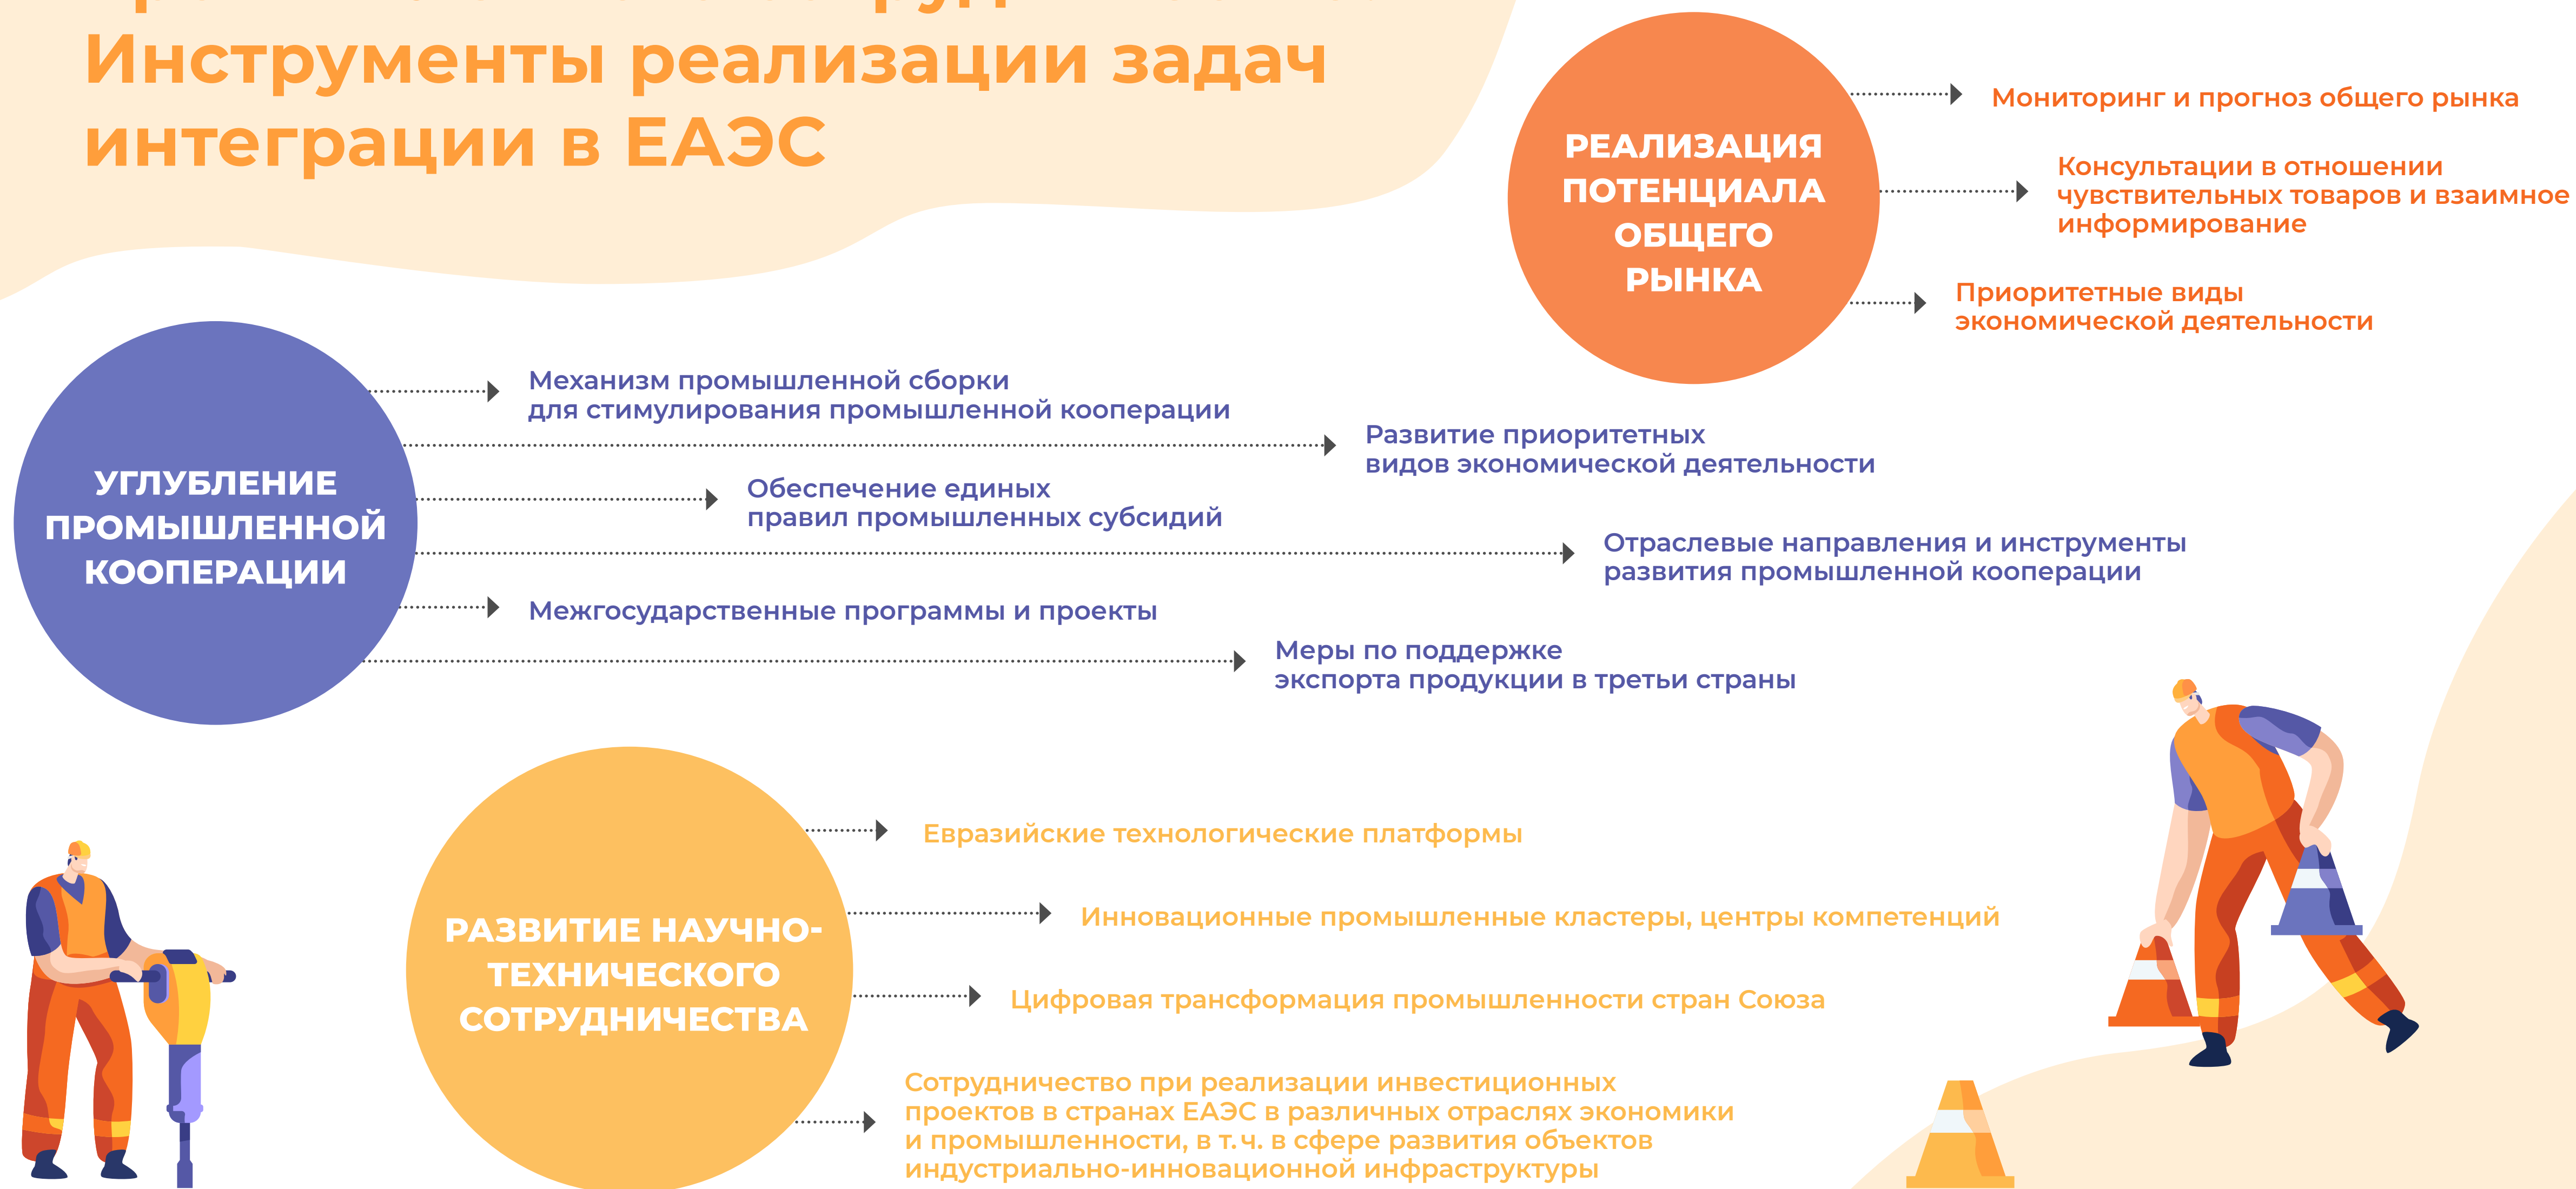 Инструменты реализации задач
интеграции в ЕАЭС
РЕАЛИЗАЦИЯ
ПОТЕНЦИАЛА
ОБЩЕГО
РЫНКА
Мониторинг и прогноз общего рынка
Консультации в отношении
чувствительных товаров и взаимное
информирование
Приоритетные виды
экономической деятельности
УГЛУБЛЕНИЕ
ПРОМЫШЛЕННОЙ
КООПЕРАЦИИ
Механизм промышленной сборки
для стимулирования промышленной кооперации
Развитие приоритетных
видов экономической деятельности
Обеспечение единых
правил промышленных субсидий
Отраслевые направления и инструменты
развития промышленной кооперации
Межгосударственные программы и проекты
Меры по поддержке
экспорта продукции в третьи страны
РАЗВИТИЕ НАУЧНО-
ТЕХНИЧЕСКОГО
СОТРУДНИЧЕСТВА
Евразийские технологические платформы
Инновационные промышленные кластеры, центры компетенций
Цифровая трансформация промышленности стран Союза
Сотрудничество при реализации инвестиционных
проектов в странах ЕАЭС в различных отраслях экономики
и промышленности, в т. ч. в сфере развития объектов
индустриально-инновационной инфраструктуры